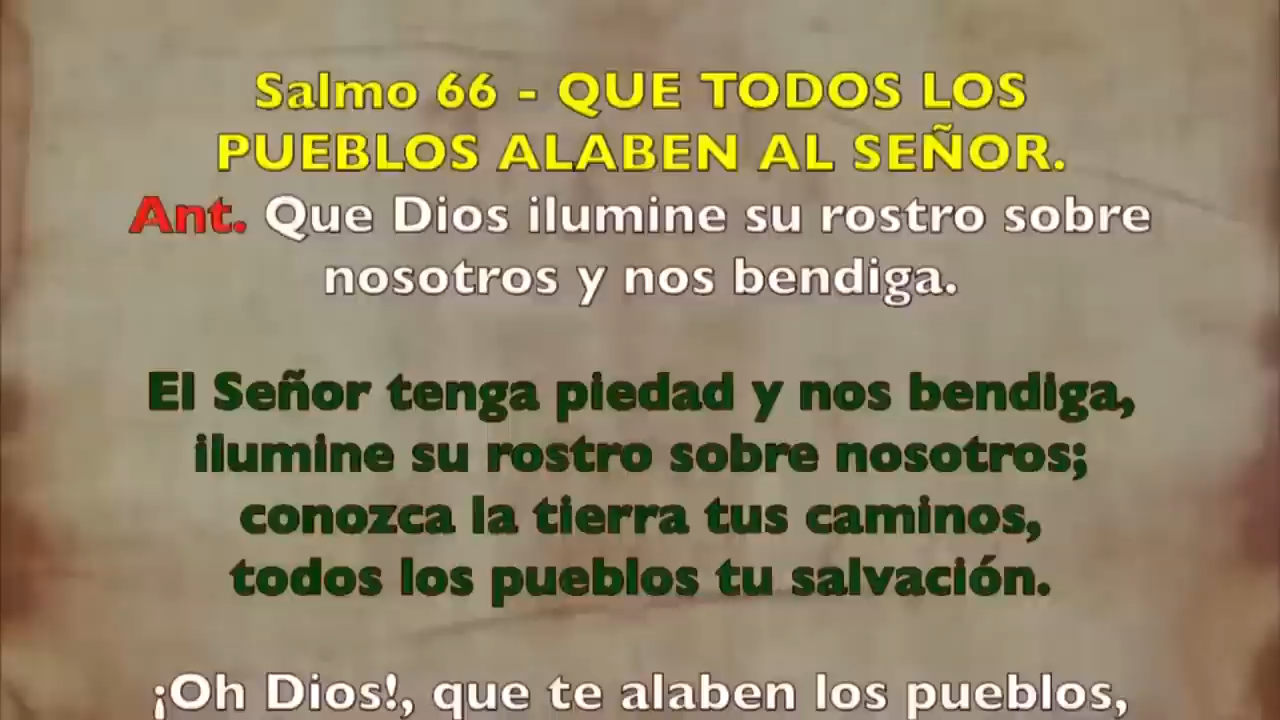 Salmo 66 - QUE TODOS LOS
PUEBLOS ALABEN AL SEÑOR.
Ant. Que Dios ilumine su rostro sobre
nosotros y nos bendiga.
El Señor tenga piedad y nos bendiga,
ilumine su rostro sobre nosotros;
conozca la tierra tus caminos,
todos los pueblos tu salvación.
¡Oh Dios!, que te alaben los pueblos,